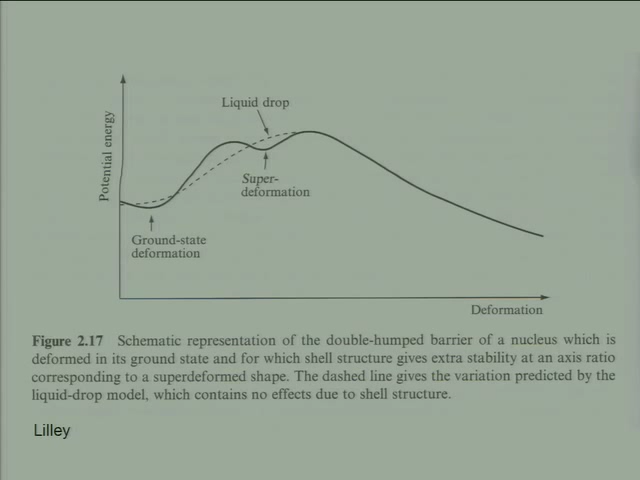 Liquid drop
Potential energy
Super-
deformation
Ground-state
deformation
Deformation
Figure 2.17 Schematic representation of the double-humped barrier of a nucleus which is
deformed in its ground state and for which shell structure gives extra stability at an axis ratio
corresponding to a superdeformed shape. The dashed line gives the variation predicted by the
liquid-drop model, which contains no effects due to shell structure.
Lilley